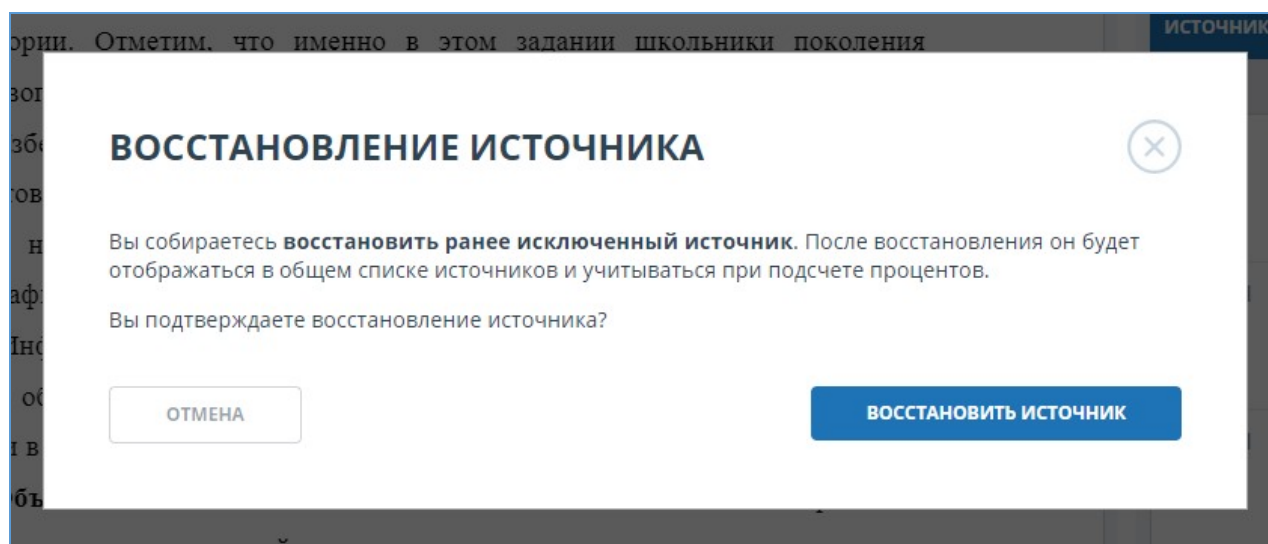 Отметим, что именно в этом задании школьники поколения
ИСТОЧНИК
ВОССТАНОВЛЕНИЕ ИСТОЧНИКА
Вы собираетесь восстановить ранее исключенный источник. После восстановления он будет
отображаться в общем списке источников и учитываться при подсчете процентов.
Вы подтверждаете восстановление источника?
ОТМЕНА
ВОССТАНОВИТЬ ИСТОЧНИК